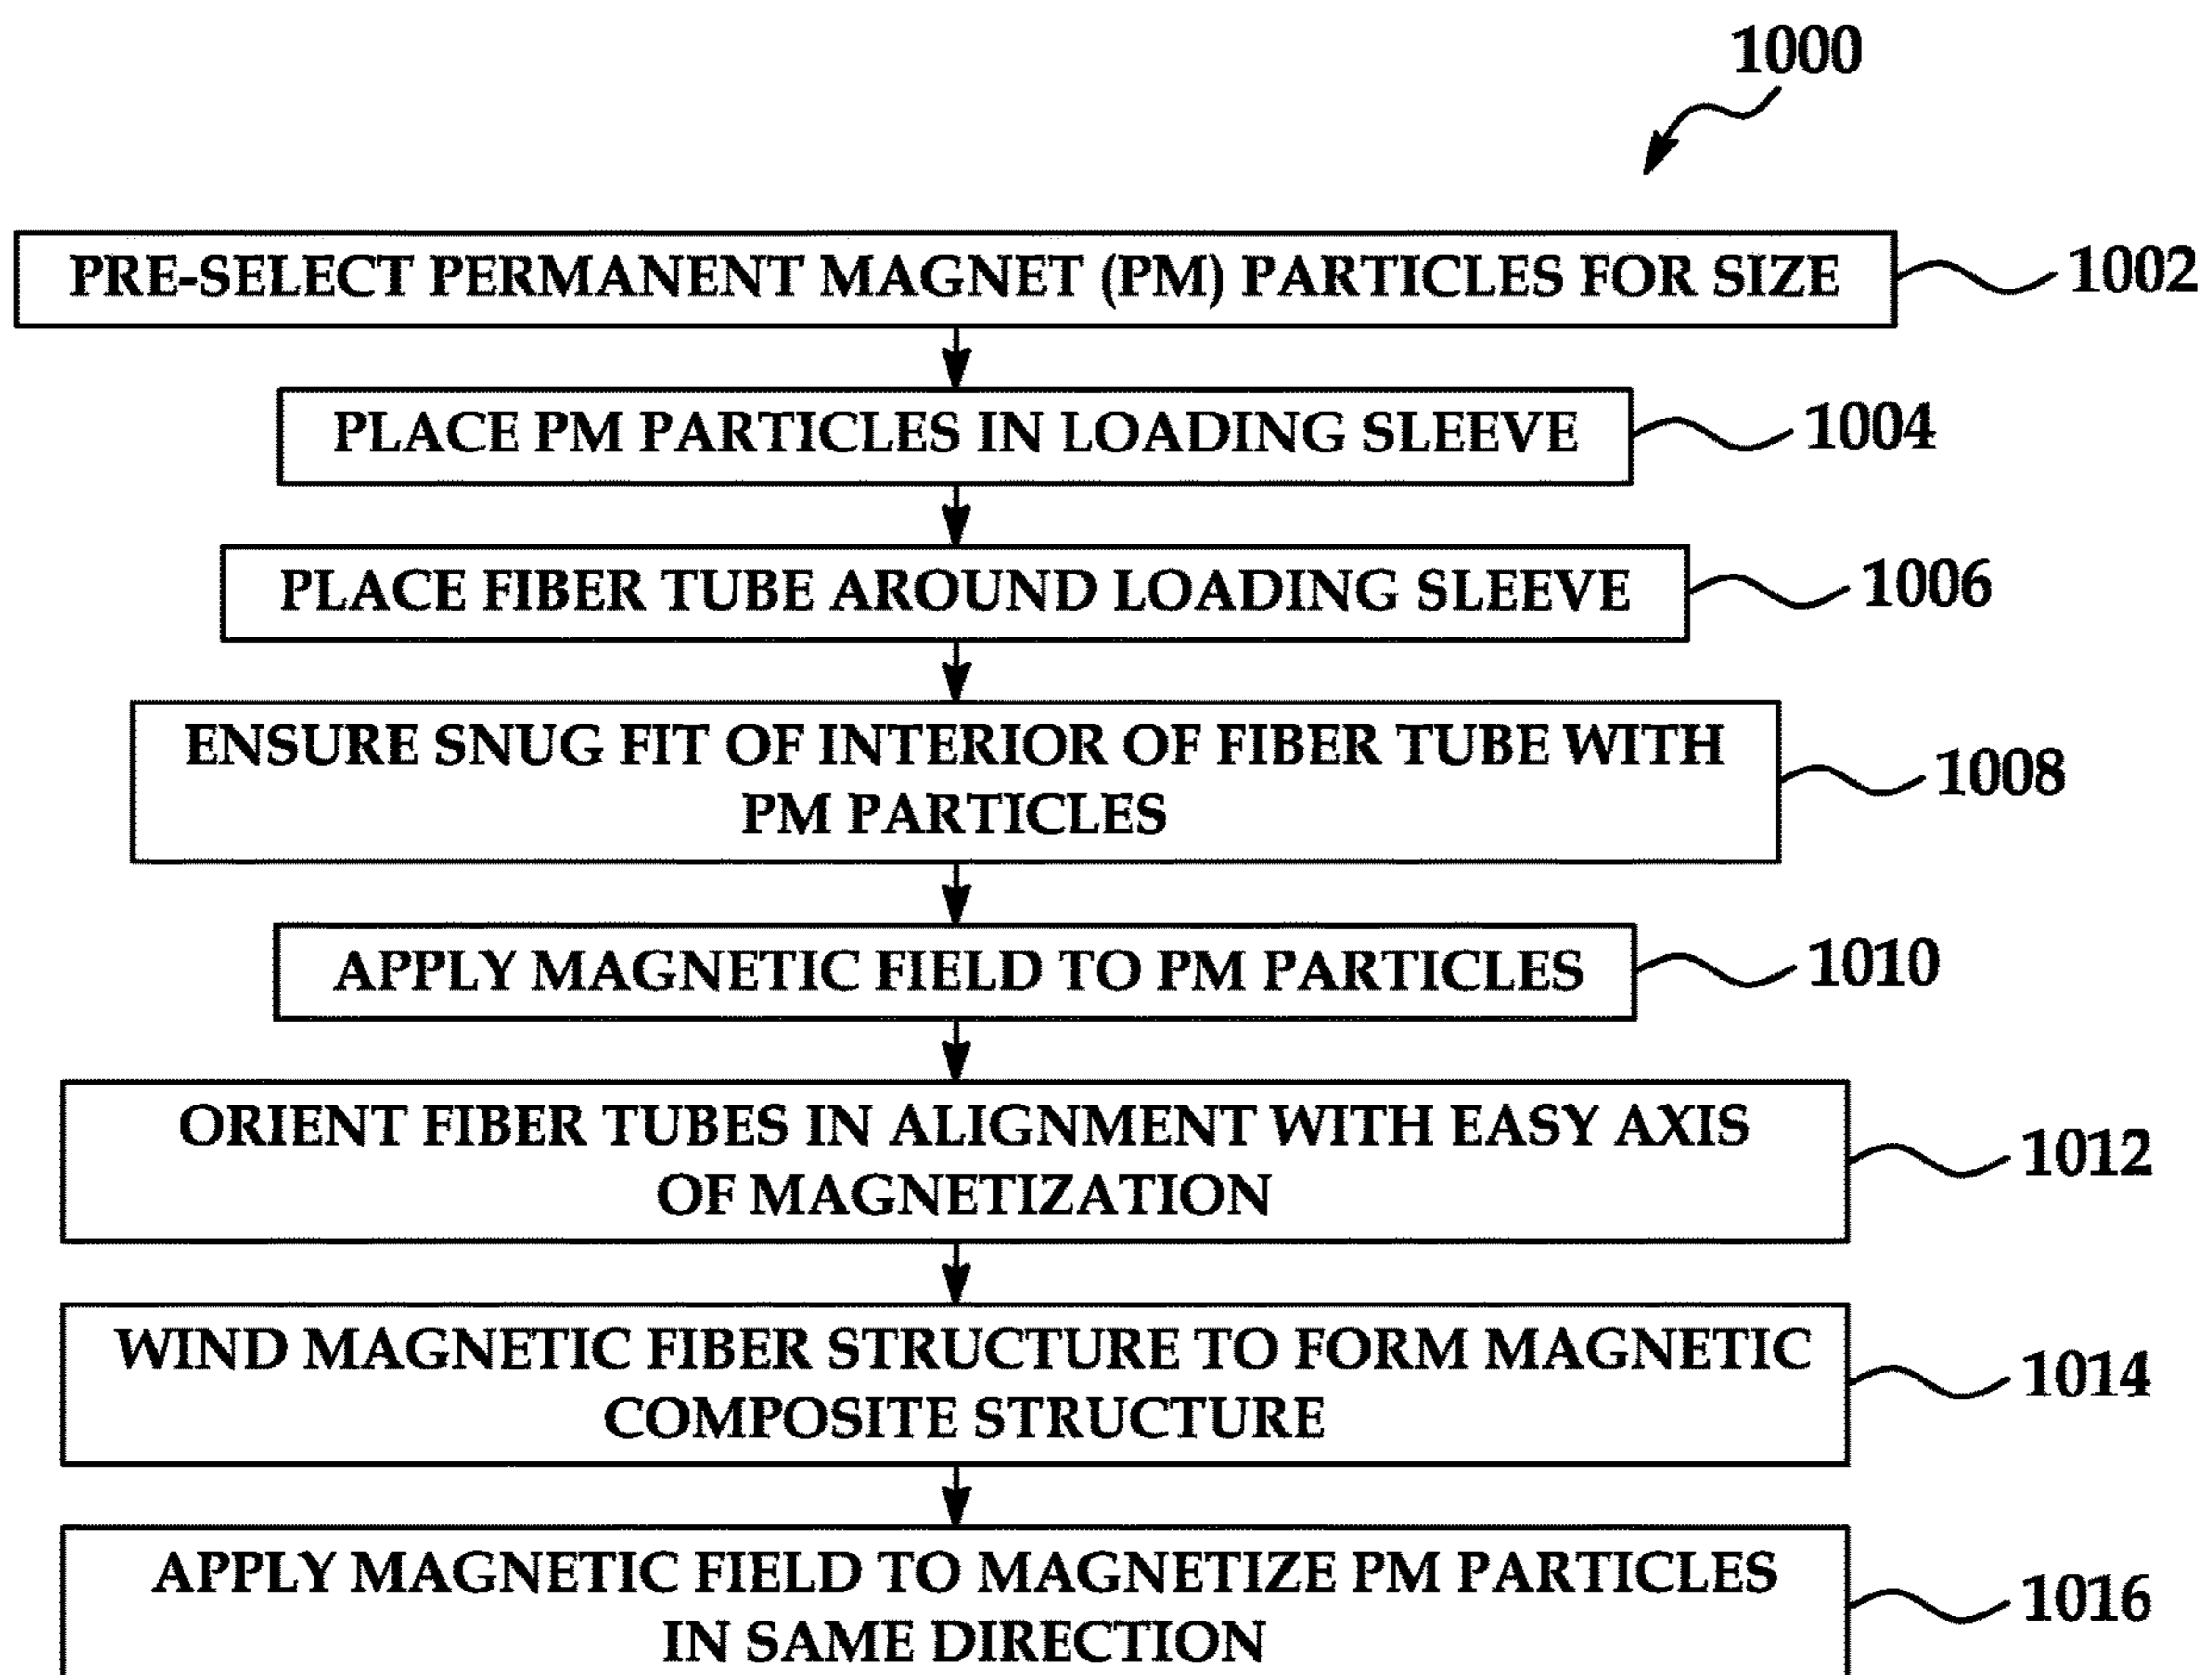 1000
PRE-SELECT PERMANENT MAGNET (PM) PARTICLES FOR SIZE
1002
PLACE PM PARTICLES IN LOADING SLEEVE
1004
PLACE FIBER TUBE AROUND LOADING SLEEVE
1006
ENSURE SNUG FIT OF INTERIOR OF FIBER TUBE WITH
PM PARTICLES
1008
APPLY MAGNETIC FIELD TO PM PARTICLES
1010
ORIENT FIBER TUBES IN ALIGNMENT WITH EASY AXIS
OF MAGNETIZATION
1012
WIND MAGNETIC FIBER STRUCTURE TO FORM MAGNETIC
COMPOSITE STRUCTURE
1014
APPLY MAGNETIC FIELD TO MAGNETIZE PM PARTICLES
IN SAME DIRECTION
1016